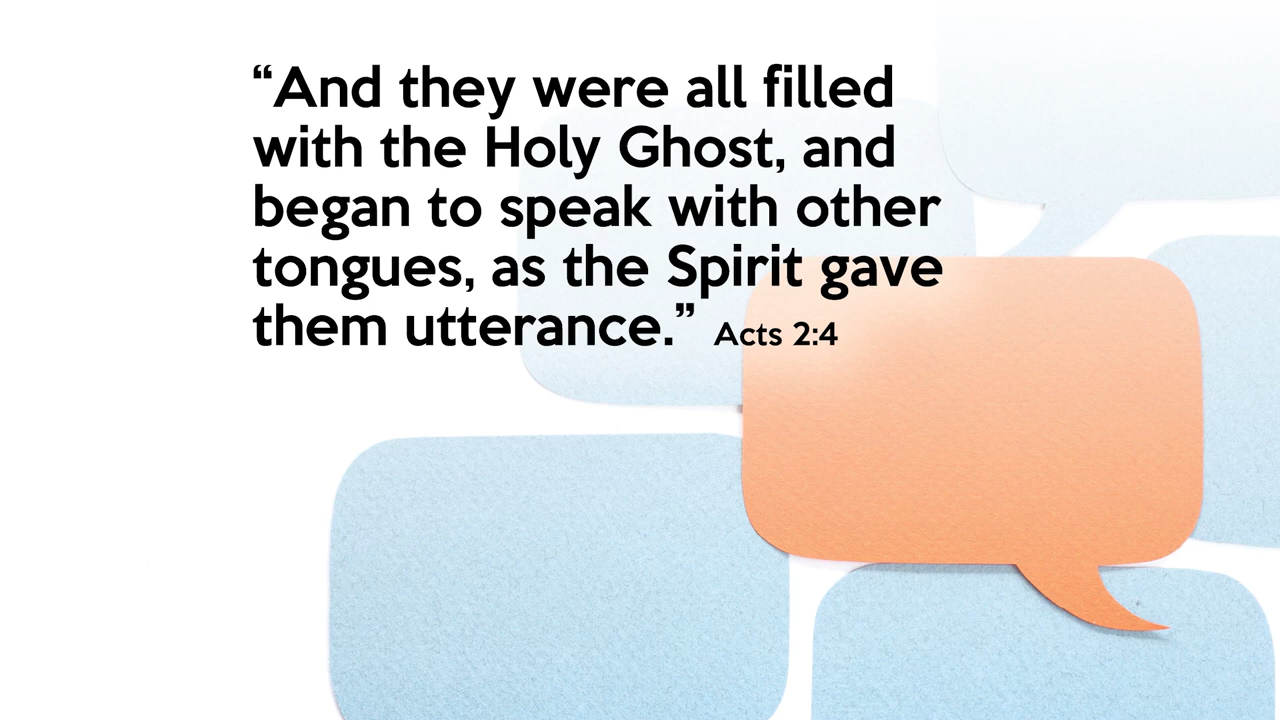 “And they were all filled
with the Holy Ghost, and
began to speak with other
tongues, as the Spirit gave
them utterance.” Acts 2:4